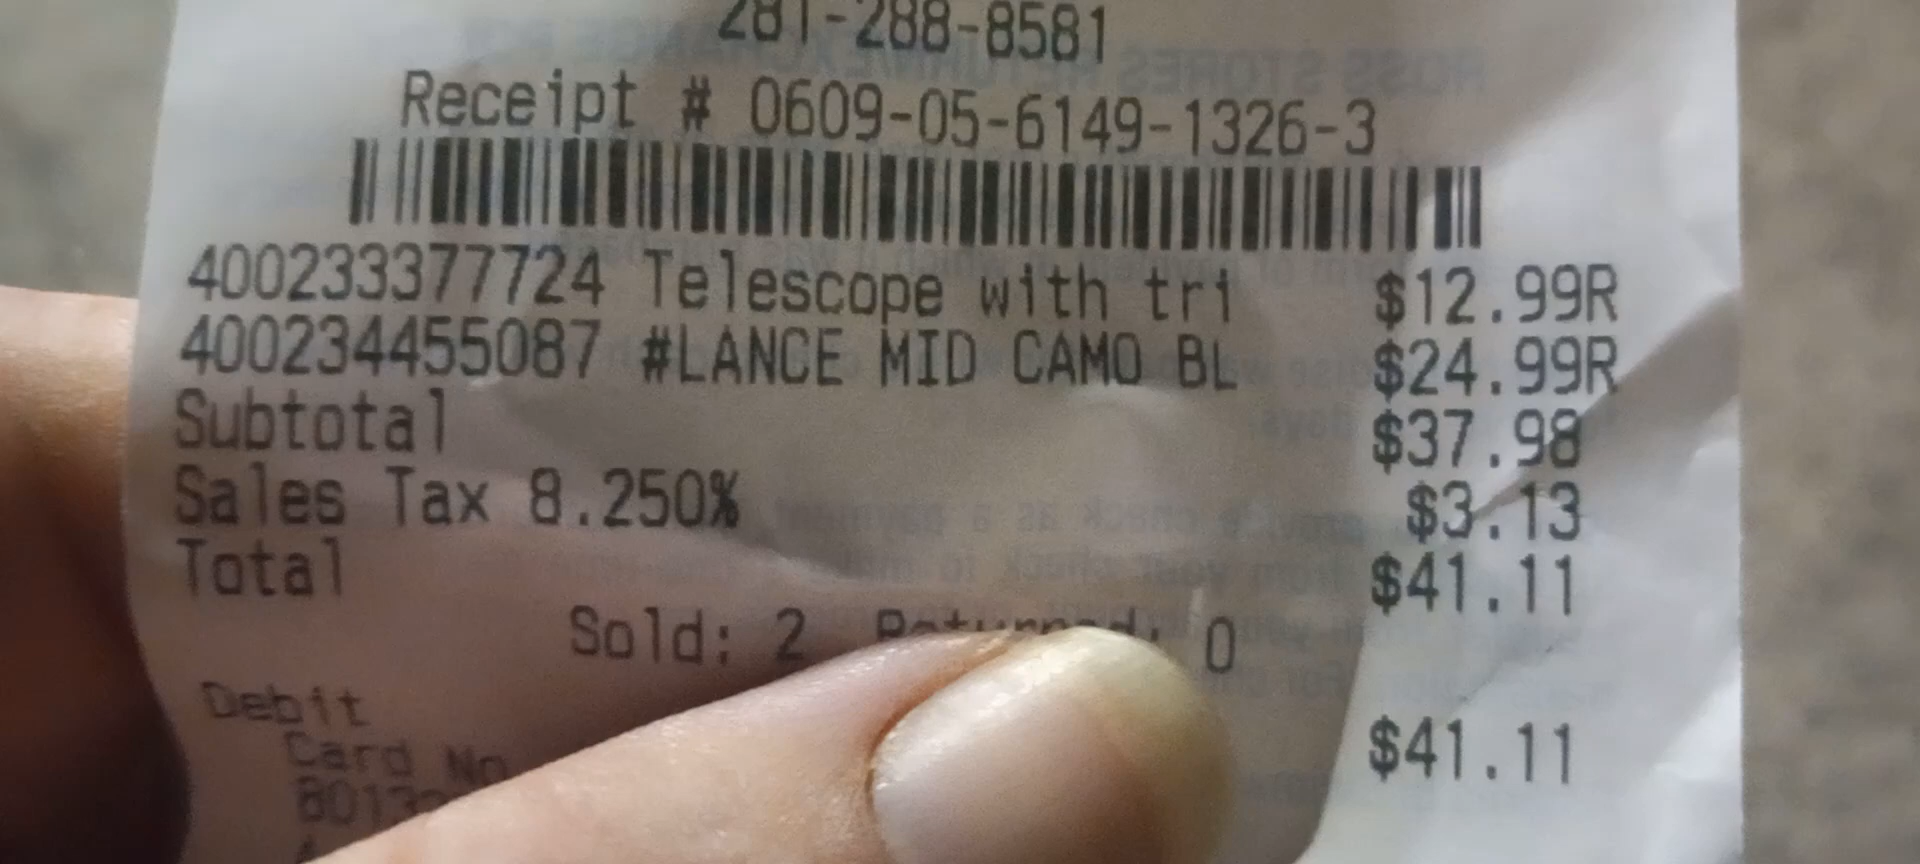 281-288-8581
Receipt # 0609-05-6149-1326-3
400233377724 Telescope with tri $12.99R
400234455087 #LANCE MID CAMO BL $24.99R
Subtotal $37.98
Sales Tax 8.250% $3.13
Total $41.11
Sold: 2 Returned: 0
Debit
Card No
$41.11